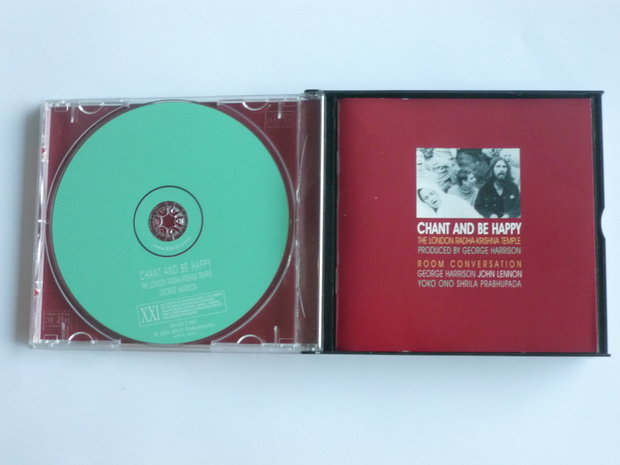 CHANT AND BE HAPPY
THE LONDON RADHA-KRISHNA TEMPLE
GEORGE HARRISON
XXI
CHANT AND BE HAPPY
THE LONDON RADHA-KRISHNA TEMPLE
PRODUCED BY GEORGE HARRISON
ROOM CONVERSATION
GEORGE HARRISON JOHN LENNON
YOKO ONO SHRILA PRABHUPADA